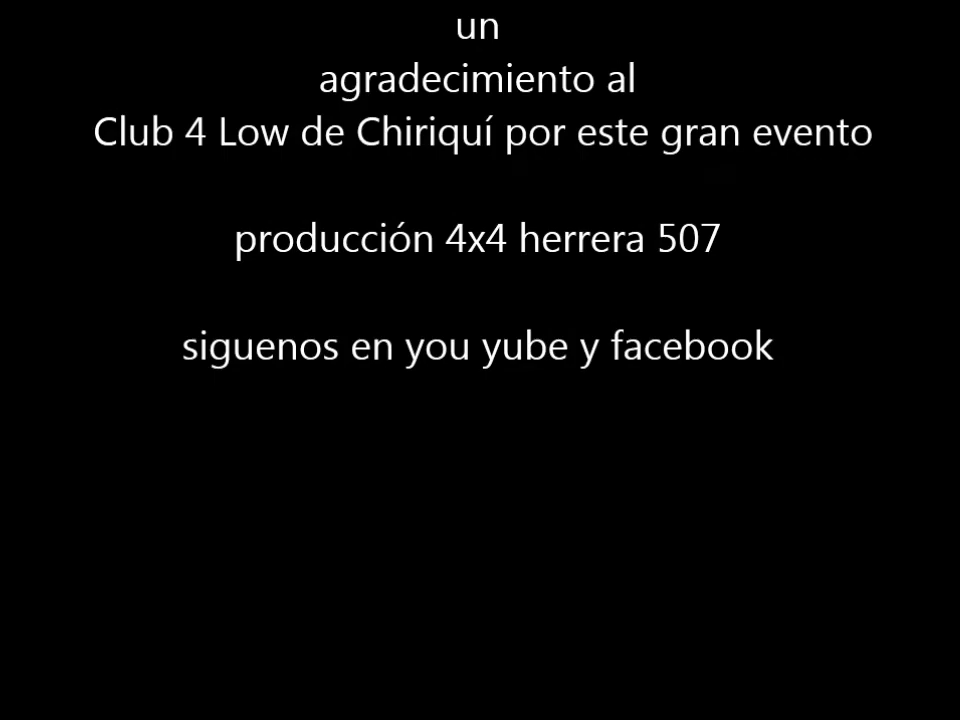 un
agradecimiento al
Club 4 Low de Chiriquí por este gran evento
producción 4x4 herrera 507
siguenos en you yube y facebook